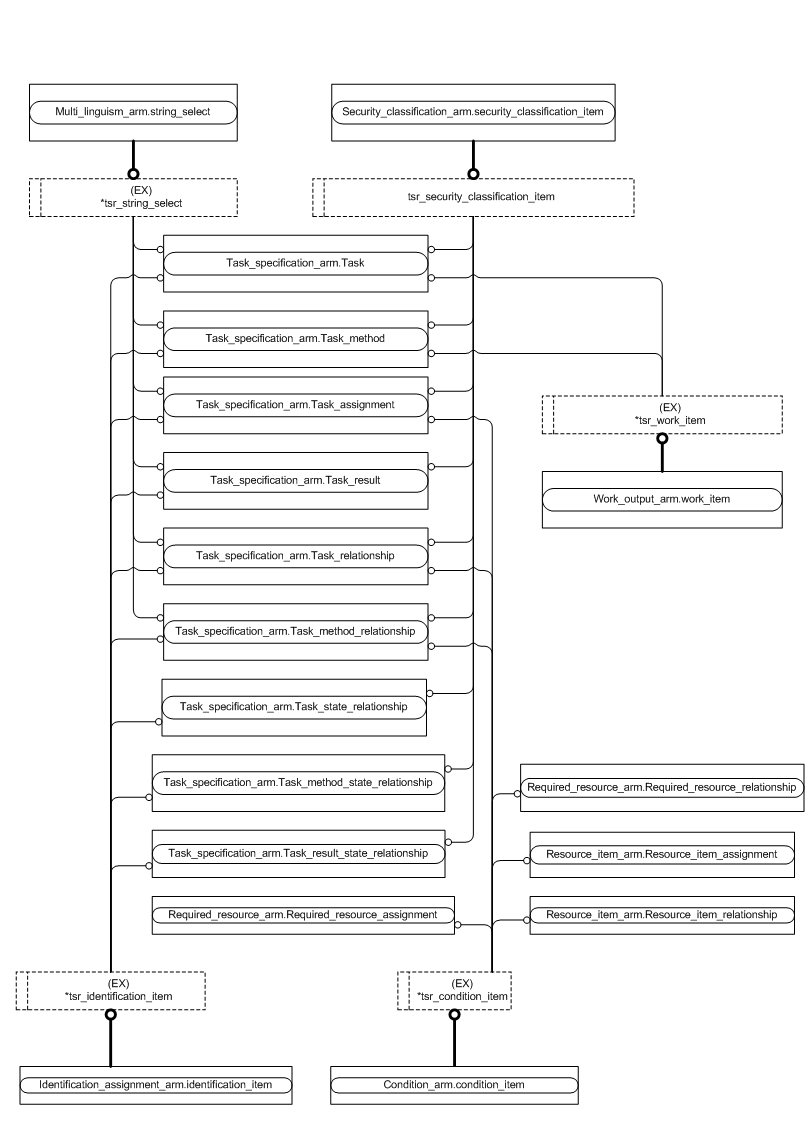 Multi_linguism_arm.string_select
Security_classification_arm.security_classification_item
(EX)
*tsr_string_select
tsr_security_classification_item
Task_specification_arm.Task
Task_specification_arm.Task_method
Task_specification_arm.Task_assignment
(EX)
*tsr_work_item
Task_specification_arm.Task_result
Work_output_arm.work_item
Task_specification_arm.Task_relationship
Task_specification_arm.Task_method_relationship
Task_specification_arm.Task_state_relationship
Task_specification_arm.Task_method_state_relationship
Required_resource_arm.Required_resource_relationship
Task_specification_arm.Task_result_state_relationship
Resource_item_arm.Resource_item_assignment
Required_resource_arm.Required_resource_assignment
Resource_item_arm.Resource_item_relationship
(EX)
*tsr_identification_item
(EX)
*tsr_condition_item
Identification_assignment_arm.identification_item
Condition_arm.condition_item